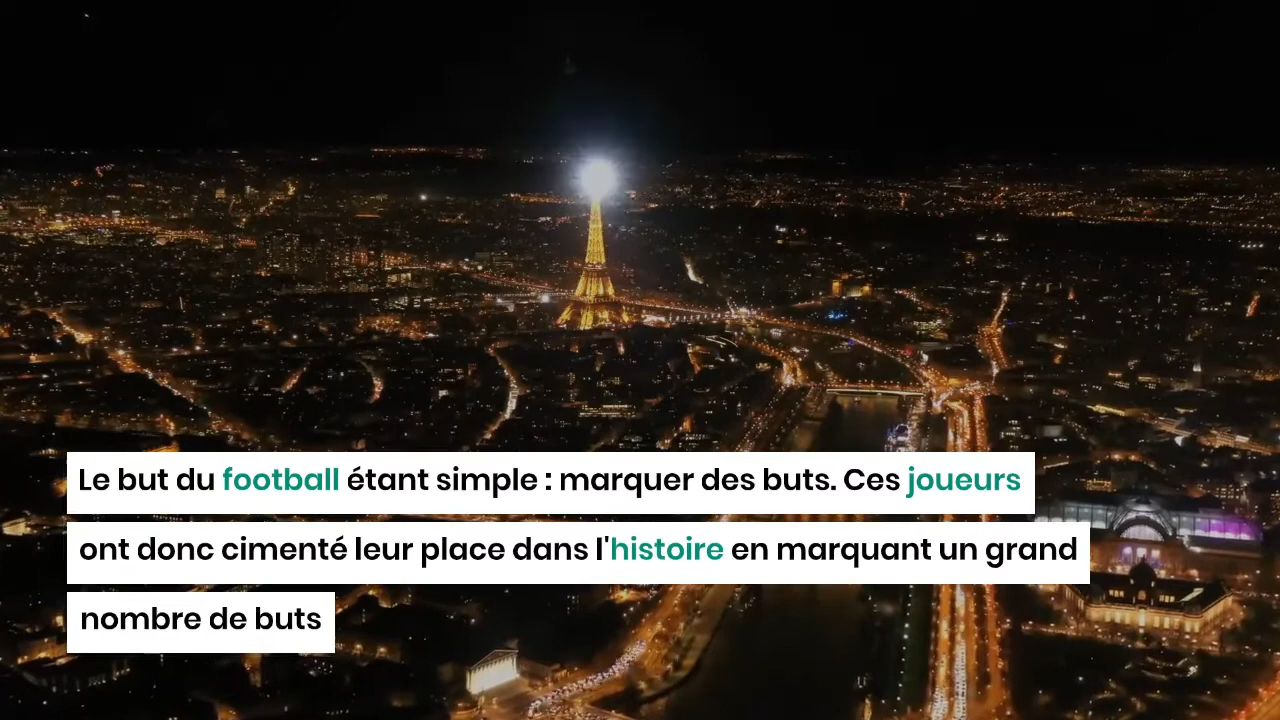 Le but du football étant simple : marquer des buts. Ces joueurs
ont donc cimenté leur place dans l'histoire en marquant un grand
nombre de buts